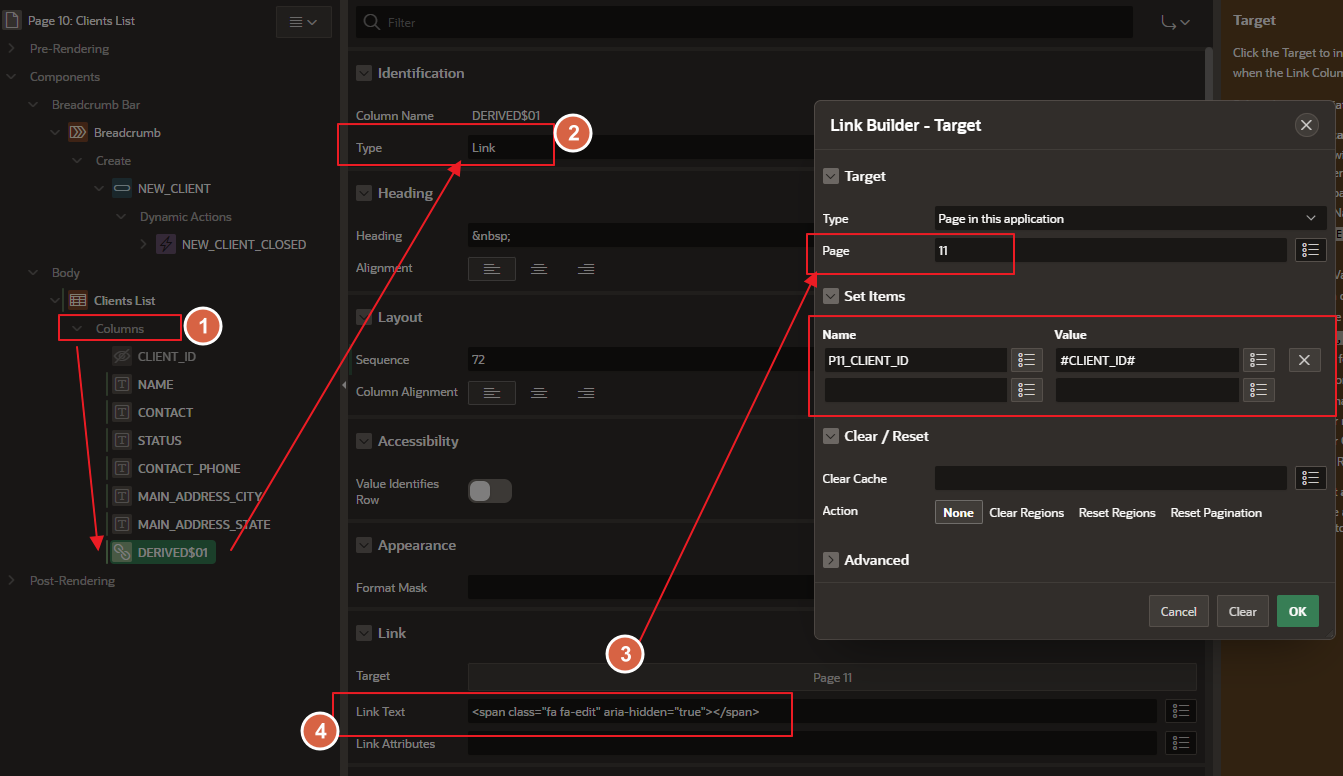 Page 10: Clients List
Pre-Rendering
Components
Breadcrumb Bar
Breadcrumb
Create
NEW_CLIENT
Dynamic Actions
NEW_CLIENT_CLOSED
Body
Clients List
Columns
1
CLIENT_ID
NAME
CONTACT
STATUS
CONTACT_PHONE
MAIN_ADDRESS_CITY
MAIN_ADDRESS_STATE
DERIVED$01
Post-Rendering
Filter
Identification
Column Name DERIVED$01
Type Link
2
Heading
Heading &nbsp;
Alignment
Layout
Sequence 72
Column Alignment
Accessibility
Value Identifies
Row
Appearance
Format Mask
Link
3
Target Page 11
Link Text <span class="fa fa-edit" aria-hidden="true"></span>
4
Link Attributes
Target
Click the Target to in
when the Link Colum
Link Builder - Target
Target
Type Page in this application
Page 11
Set Items
Name Value
P11_CLIENT_ID #CLIENT_ID#
Clear / Reset
Clear Cache
Action None Clear Regions Reset Regions Reset Pagination
Advanced
Cancel Clear OK